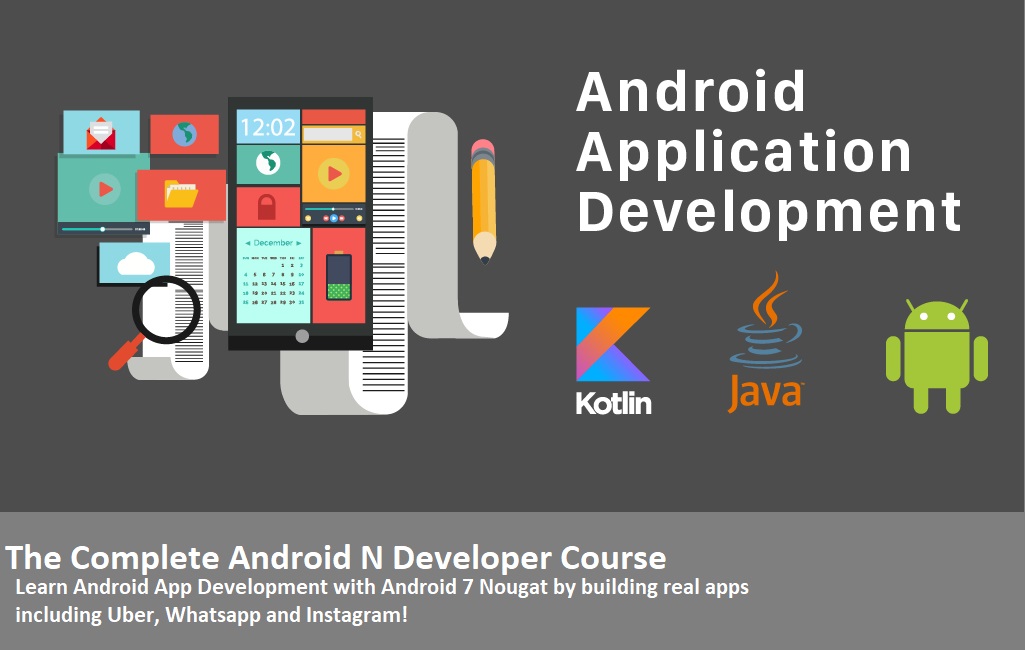 Android
Application
Development
12:02
December
Kotlin
Java
The Complete Android N Developer Course
Learn Android App Development with Android 7 Nougat by building real apps
including Uber, Whatsapp and Instagram!